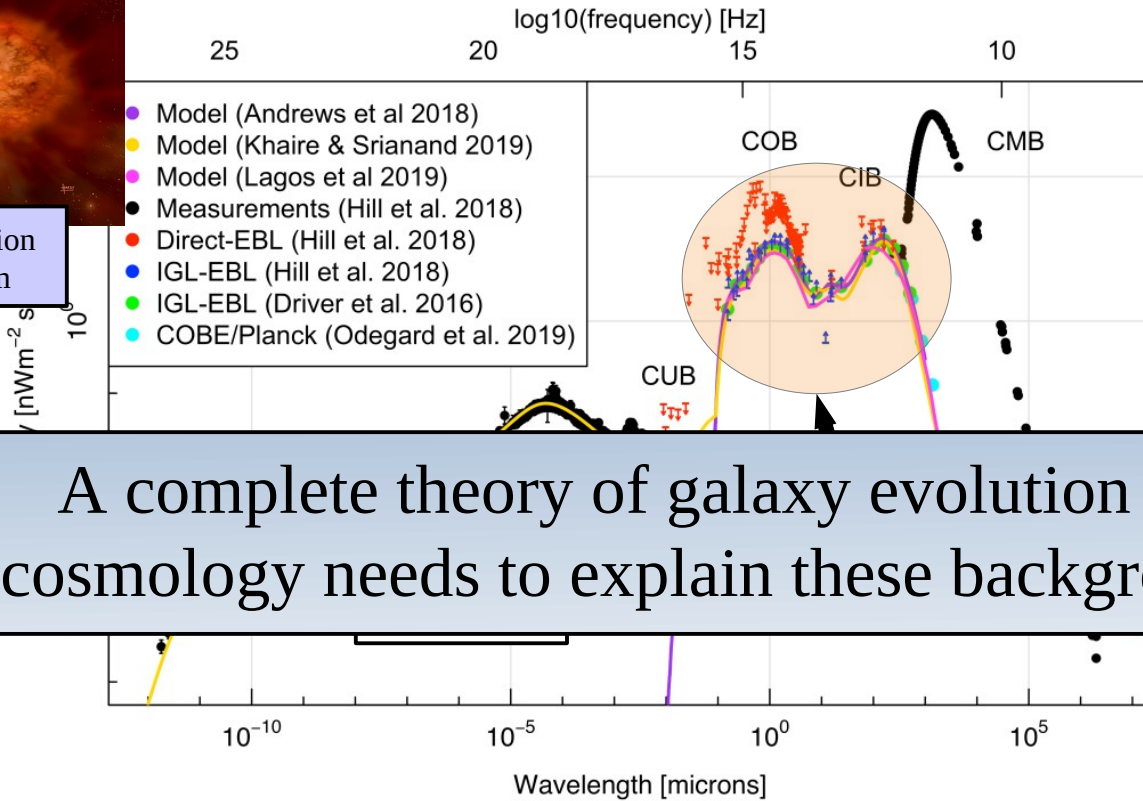 log10(frequency) [Hz]
25 20 15 10
Model (Andrews et al 2018)
Model (Khaire & Srianand 2019)
Model (Lagos et al 2019)
Measurements (Hill et al. 2018)
Direct-EBL (Hill et al. 2018)
IGL-EBL (Hill et al. 2018)
IGL-EBL (Driver et al. 2016)
COBE/Planck (Odegard et al. 2019)
COB
CIB
CMB
CUB
ion
n
y [nWm⁻² s
10⁰
A complete theory of galaxy evolution
cosmology needs to explain these backgr
10⁻¹⁰ 10⁻⁵ 10⁰ 10⁵
Wavelength [microns]